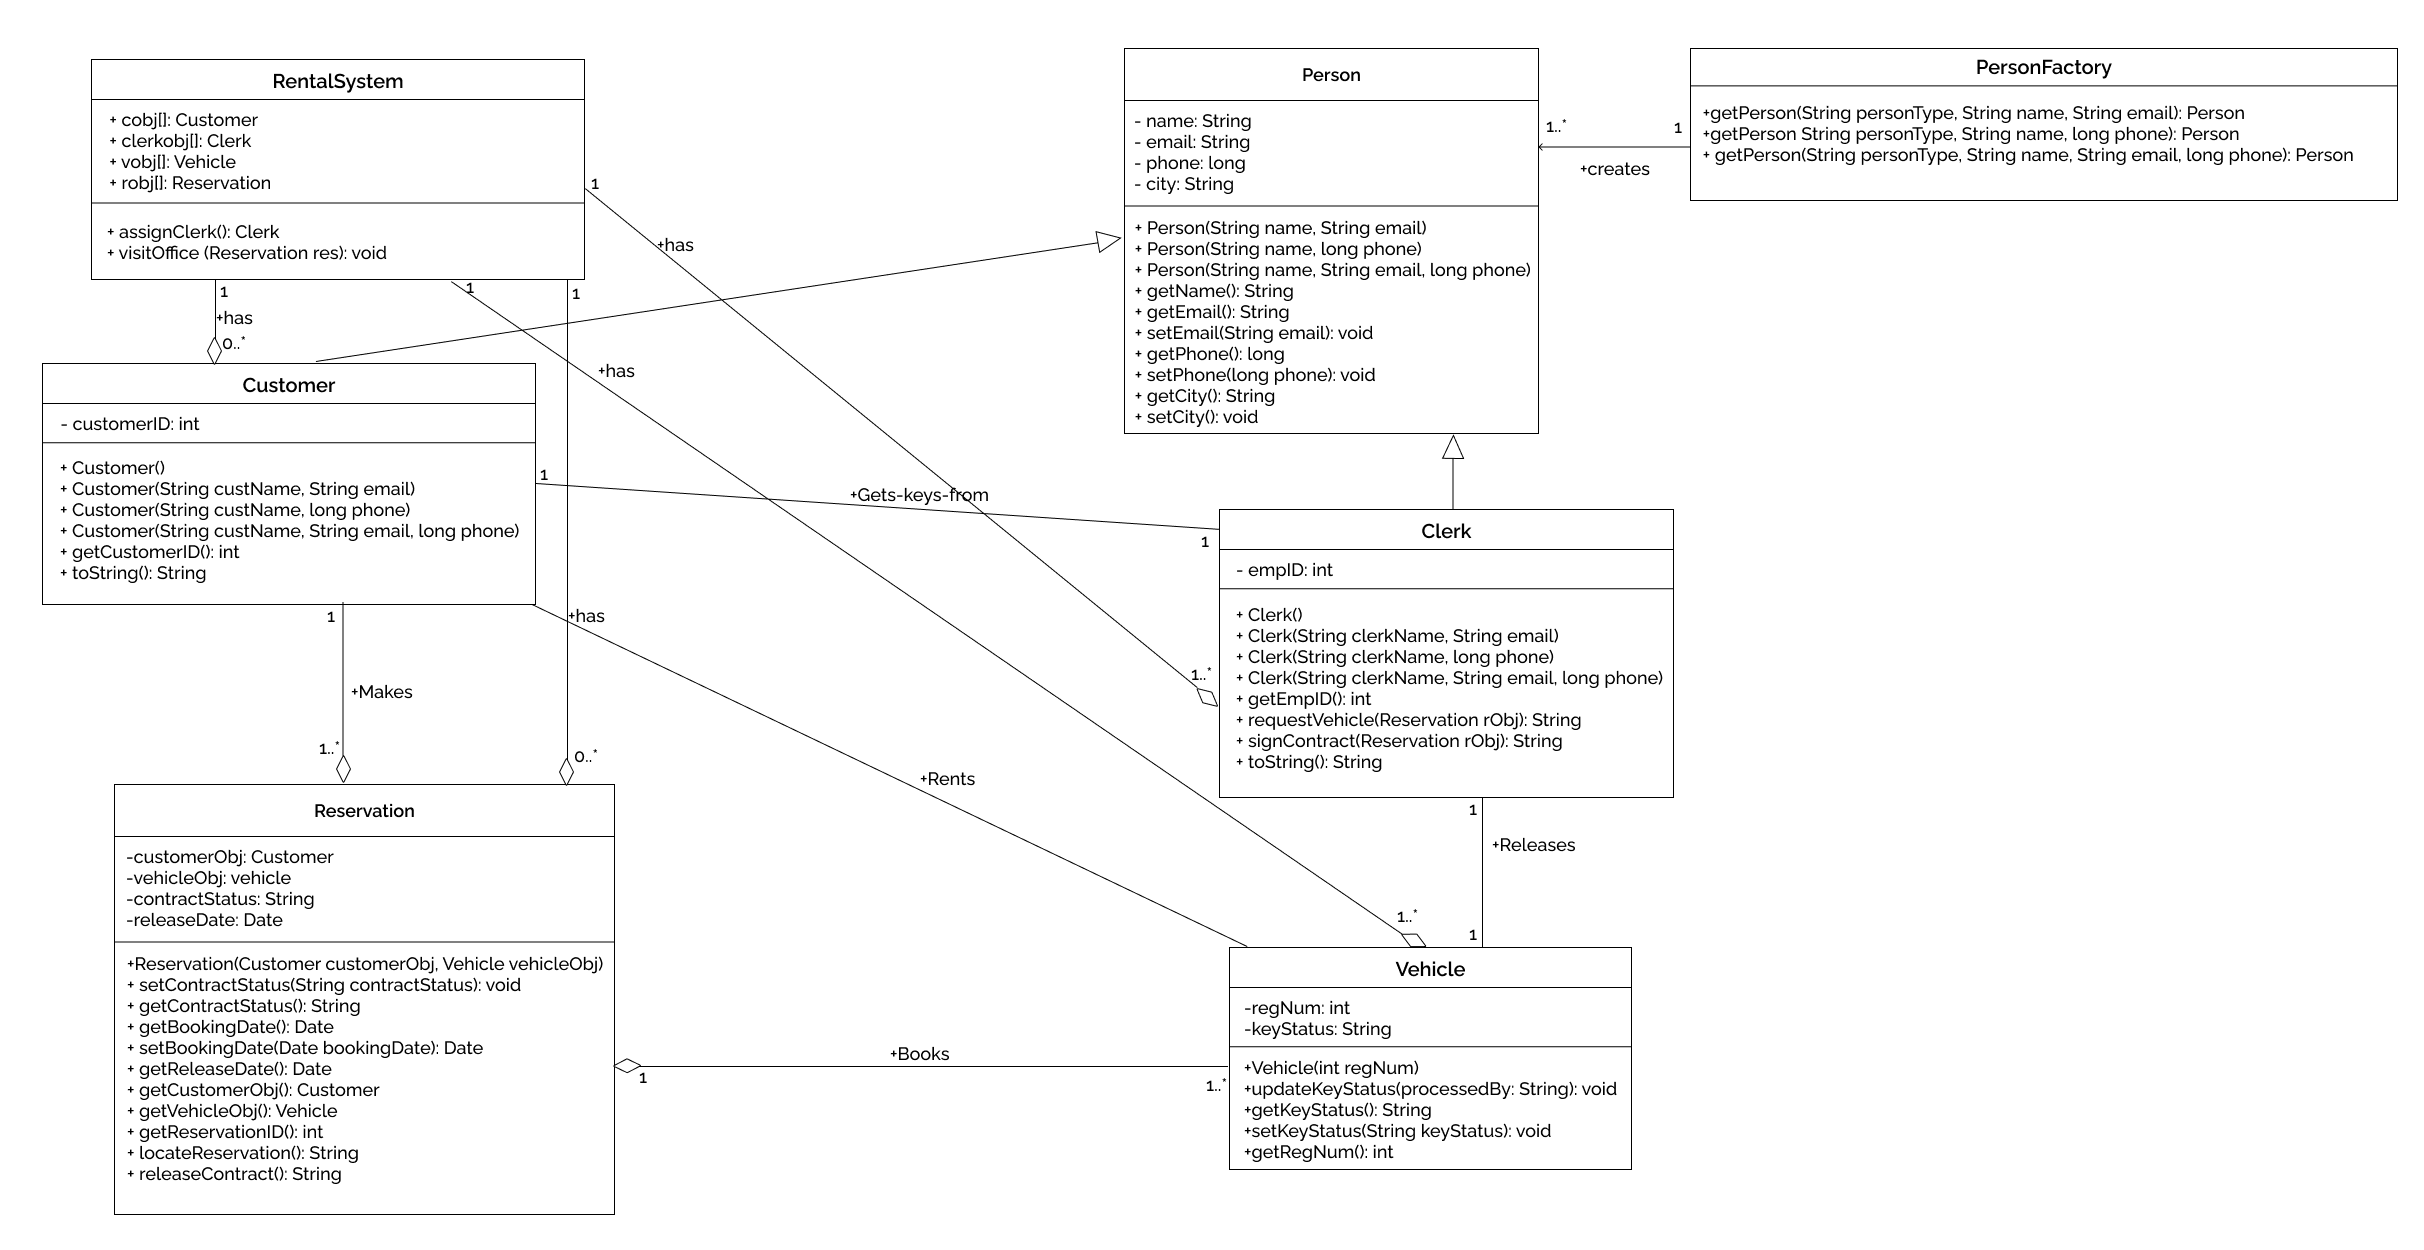 RentalSystem
+ cobj[]: Customer
+ clerkobj[]: Clerk
+ vobj[]: Vehicle
+ robj[]: Reservation
+ assignClerk(): Clerk
+ visitOffice (Reservation res): void
Person
- name: String
- email: String
- phone: long
- city: String
+ Person(String name, String email)
+ Person(String name, long phone)
+ Person(String name, String email, long phone)
+ getName(): String
+ getEmail(): String
+ setEmail(String email): void
+ getPhone(): long
+ setPhone(long phone): void
+ getCity(): String
+ setCity(): void
1..*
1
+creates
PersonFactory
+getPerson(String personType, String name, String email): Person
+getPerson String personType, String name, long phone): Person
+ getPerson(String personType, String name, String email, long phone): Person
1
+has
1
+has
0..*
1
+has
1
Customer
- customerID: int
+ Customer()
+ Customer(String custName, String email)
+ Customer(String custName, long phone)
+ Customer(String custName, String email, long phone)
+ getCustomerID(): int
+ toString(): String
1
+Gets-keys-from
1
+has
Clerk
- empID: int
+ Clerk()
+ Clerk(String clerkName, String email)
+ Clerk(String clerkName, long phone)
+ Clerk(String clerkName, String email, long phone)
+ getEmpID(): int
+ requestVehicle(Reservation rObj): String
+ signContract(Reservation rObj): String
+ toString(): String
1..*
1
+Makes
1..*
0..*
+Rents
1
+Releases
1..*
1
Reservation
-customerObj: Customer
-vehicleObj: vehicle
-contractStatus: String
-releaseDate: Date
+Reservation(Customer customerObj, Vehicle vehicleObj)
+ setContractStatus(String contractStatus): void
+ getContractStatus(): String
+ getBookingDate(): Date
+ setBookingDate(Date bookingDate): Date
+ getReleaseDate(): Date
+ getCustomerObj(): Customer
+ getVehicleObj(): Vehicle
+ getReservationID(): int
+ locateReservation(): String
+ releaseContract(): String
1
+Books
1..*
Vehicle
-regNum: int
-keyStatus: String
+Vehicle(int regNum)
+updateKeyStatus(processedBy: String): void
+getKeyStatus(): String
+setKeyStatus(String keyStatus): void
+getRegNum(): int